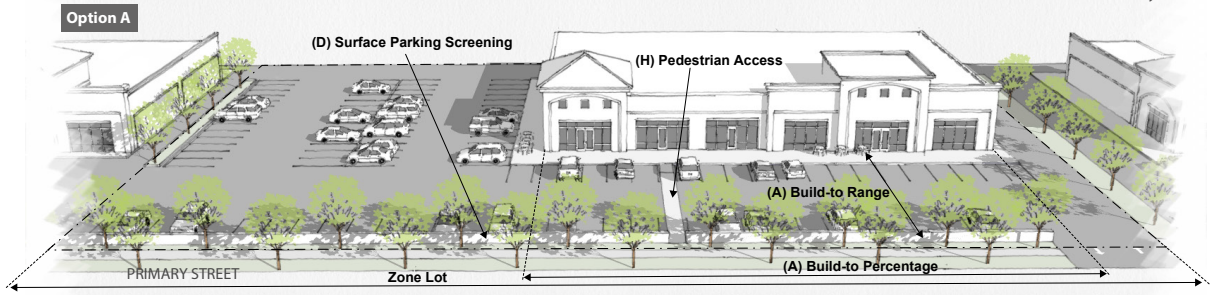 Option A
(D) Surface Parking Screening
(H) Pedestrian Access
(A) Build-to Range
(A) Build-to Percentage
PRIMARY STREET
Zone Lot